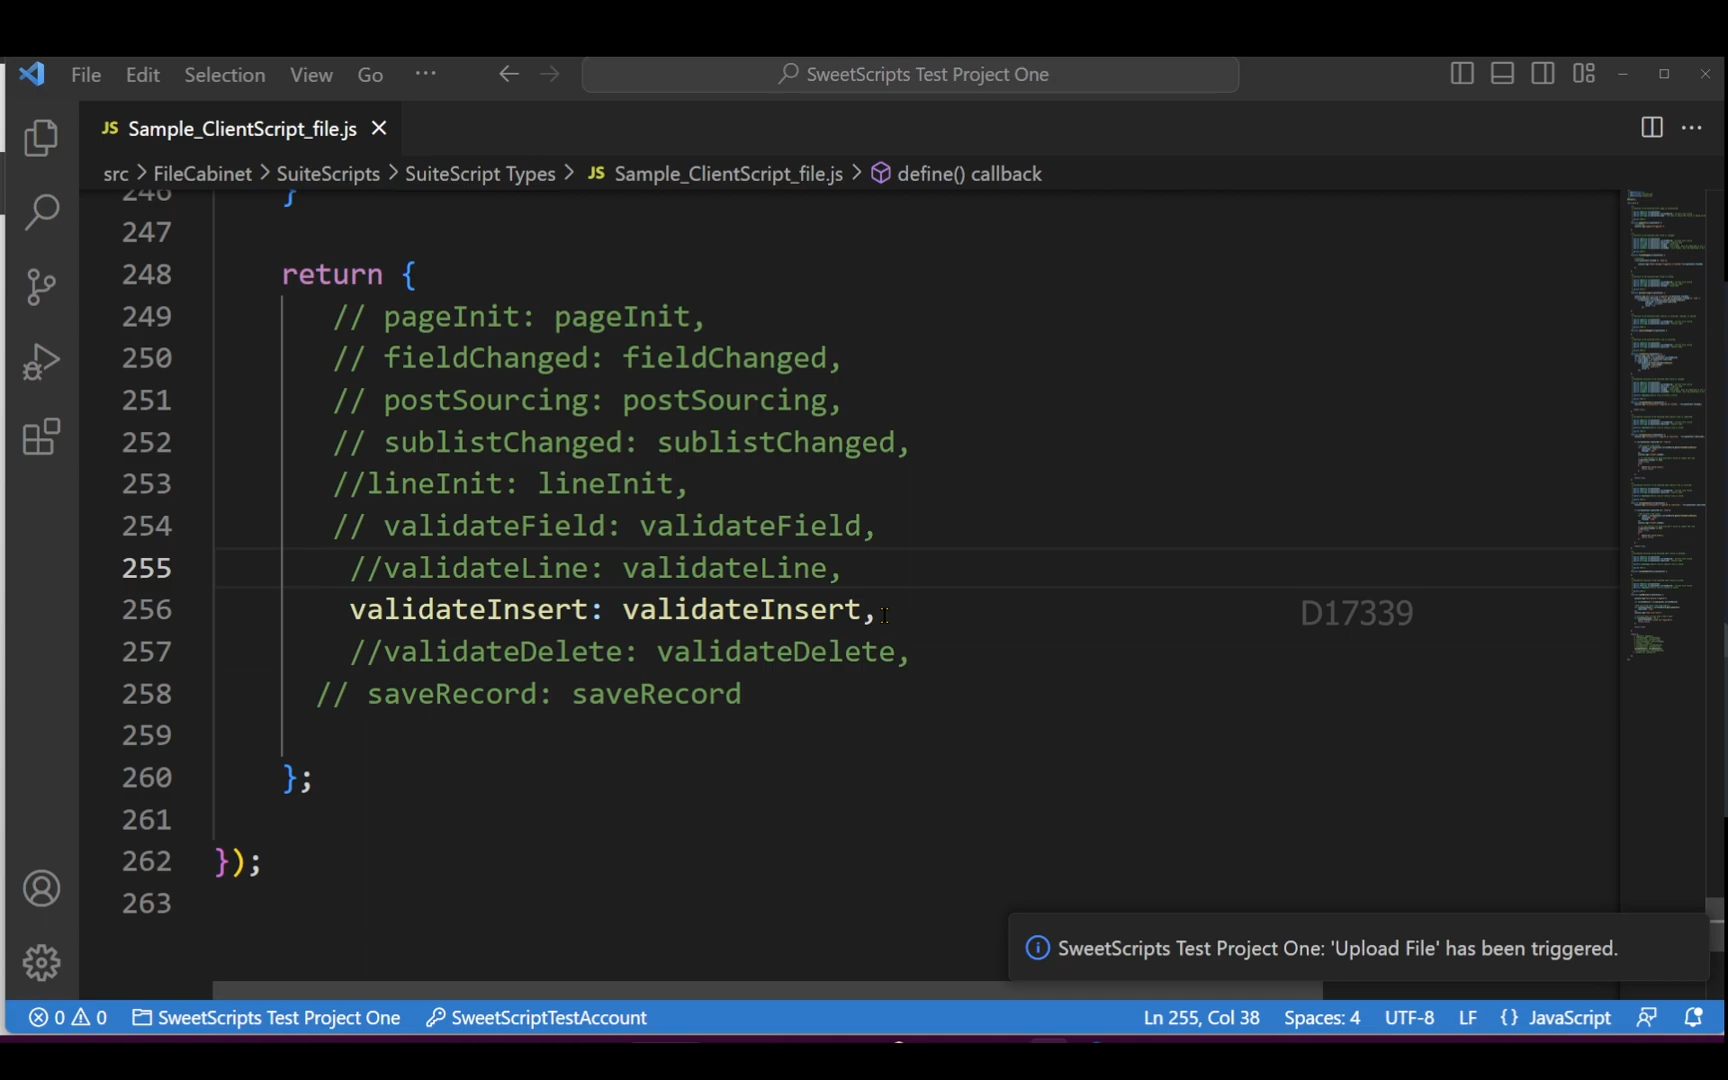 File Edit Selection View Go ... SweetScripts Test Project One
JS Sample_ClientScript_file.js
src > FileCabinet > SuiteScripts > SuiteScript Types > JS Sample_ClientScript_file.js > define() callback
246 }
247
248 return {
249 // pageInit: pageInit,
250 // fieldChanged: fieldChanged,
251 // postSourcing: postSourcing,
252 // sublistChanged: sublistChanged,
253 //lineInit: lineInit,
254 // validateField: validateField,
255 //validateLine: validateLine,
256 validateInsert: validateInsert, D17339
257 //validateDelete: validateDelete,
258 // saveRecord: saveRecord
259
260 };
261
262 });
263
SweetScripts Test Project One: 'Upload File' has been triggered.
0 0 SweetScripts Test Project One SweetScriptTestAccount Ln 255, Col 38 Spaces: 4 UTF-8 LF {} JavaScript